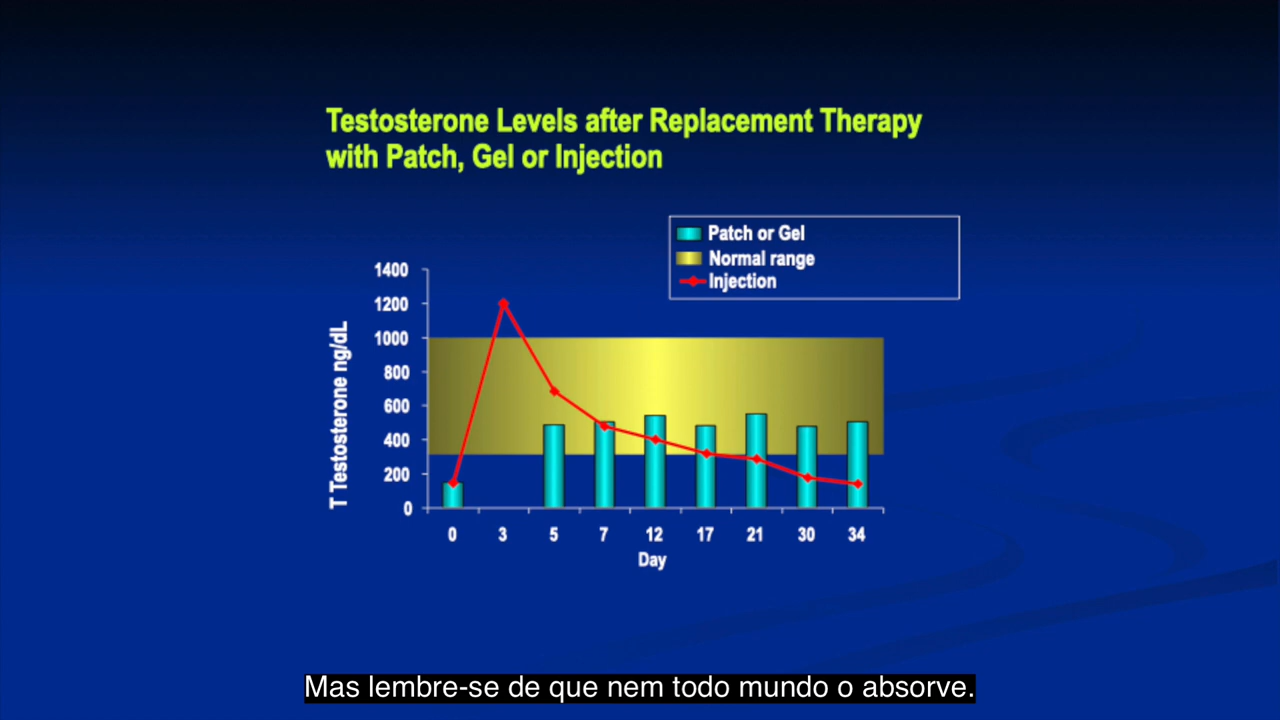 Testosterone Levels after Replacement Therapy
with Patch, Gel or Injection
Patch or Gel
Normal range
Injection
T Testosterone ng/dL
1400
1200
1000
800
600
400
200
0
0 3 5 7 12 17 21 30 34
Day
Mas lembre-se de que nem todo mundo o absorve.